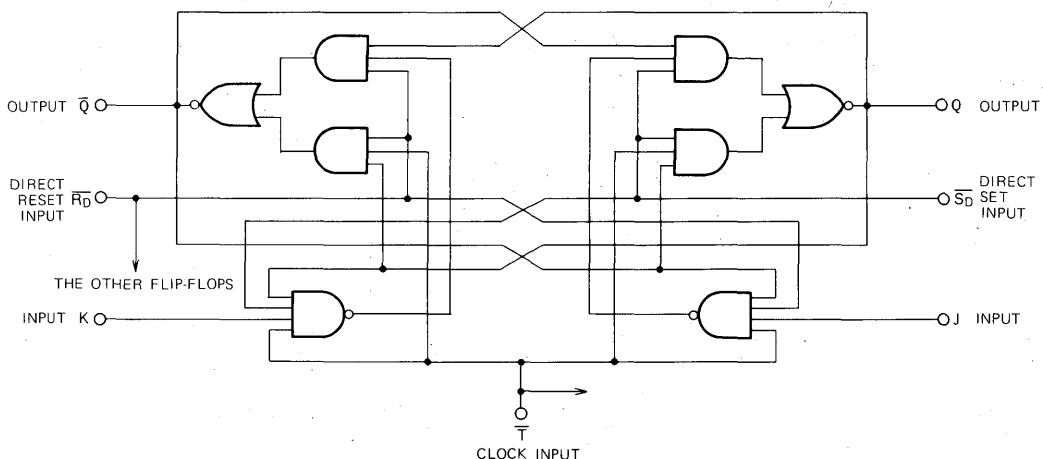 OUTPUT Q̅
Q OUTPUT
DIRECT
RESET R̅D̅
INPUT
DIRECT
S̅D̅ SET
INPUT
THE OTHER FLIP-FLOPS
INPUT K
J INPUT
T̅
CLOCK INPUT